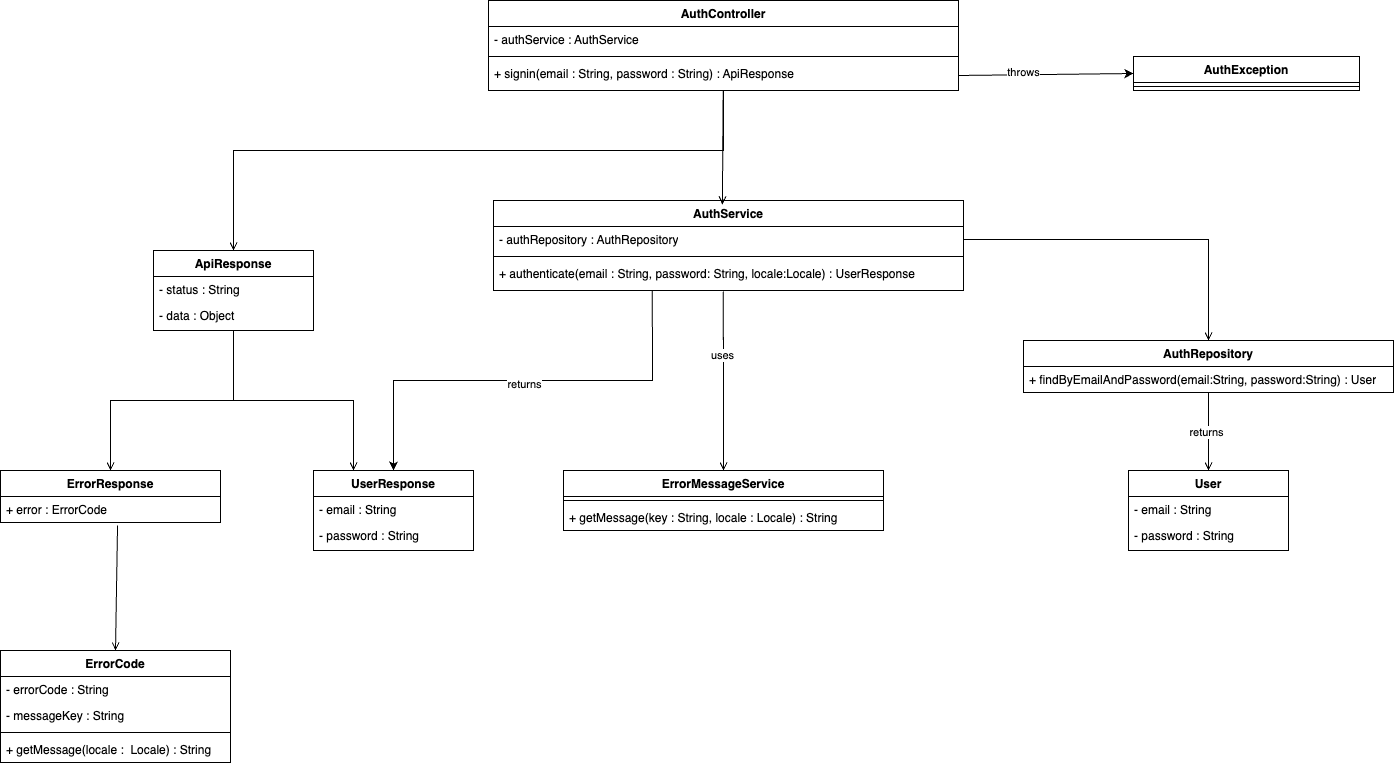 AuthController
- authService : AuthService
+ signin(email : String, password : String) : ApiResponse
throws
AuthException
AuthService
- authRepository : AuthRepository
+ authenticate(email : String, password: String, locale:Locale) : UserResponse
ApiResponse
- status : String
- data : Object
returns
uses
AuthRepository
+ findByEmailAndPassword(email:String, password:String) : User
returns
ErrorResponse
+ error : ErrorCode
UserResponse
- email : String
- password : String
ErrorMessageService
+ getMessage(key : String, locale : Locale) : String
User
- email : String
- password : String
ErrorCode
- errorCode : String
- messageKey : String
+ getMessage(locale :  Locale) : String